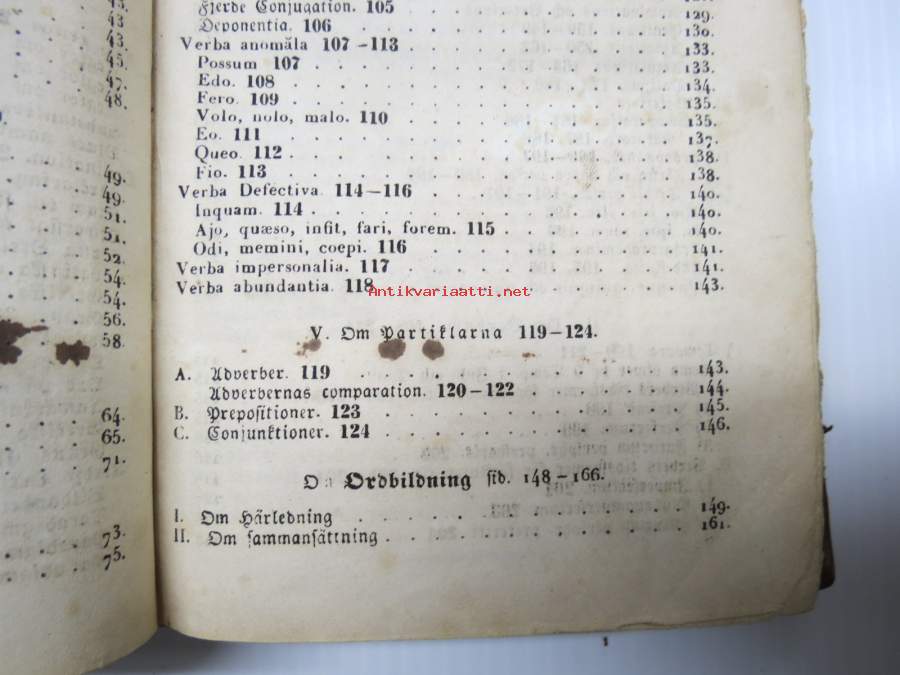 43
43.
45.
47.
48.
49.
49.
51.
51.
52.
54.
54.
56.
58.
64.
65.
71.
73.
75.
Fjerde Conjugation. 105 129.
Deponentia. 106 130.
Verba anomăla 107-113 133.
Possum 107 133.
Edo. 108 134.
Fero. 109 135.
Volo, nolo, malo. 110 135.
Eo. 111 137.
Queo. 112 138.
Fio. 113 138.
Verba Defectiva. 114-116 140.
Inquam. 114 140.
Ajo, quæso, infit, fari, forem. 115 140.
Odi, memini, coepi. 116 141.
Verba impersonalia. 117 141.
Verba abundantia. 118 143.
Antikvariaatti.net
V. Om Partiklarna 119-124.
A. Adverber. 119 143.
Adverbernas comparation. 120-122 144.
B. Prepositioner. 123 145.
C. Conjunktioner. 124 146.
Ordbildning sid. 148-166.
I. Om Härledning 149.
II. Om sammansättning 161.